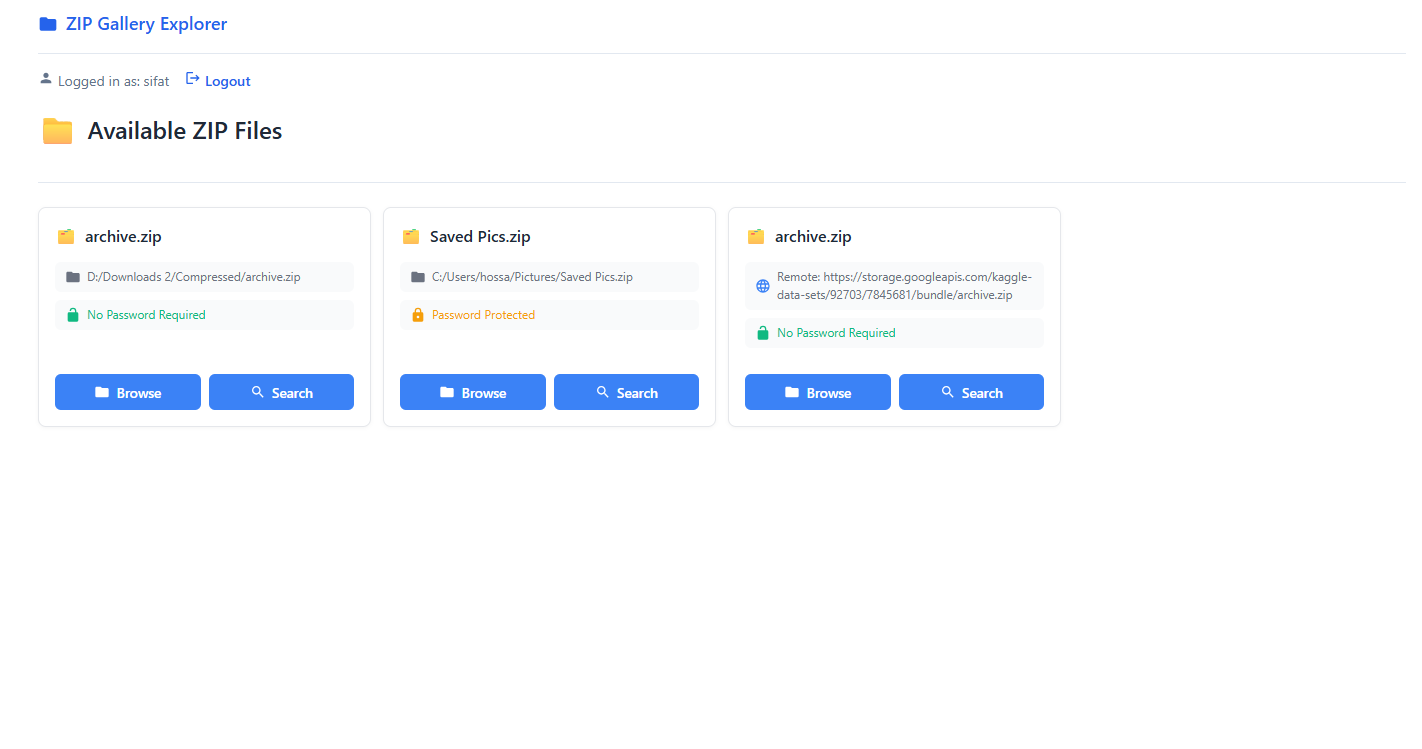 ZIP Gallery Explorer
Logged in as: sifat Logout
Available ZIP Files
archive.zip
D:/Downloads 2/Compressed/archive.zip
No Password Required
Browse Search
Saved Pics.zip
C:/Users/hossa/Pictures/Saved Pics.zip
Password Protected
Browse Search
archive.zip
Remote: https://storage.googleapis.com/kaggle-
data-sets/92703/7845681/bundle/archive.zip
No Password Required
Browse Search